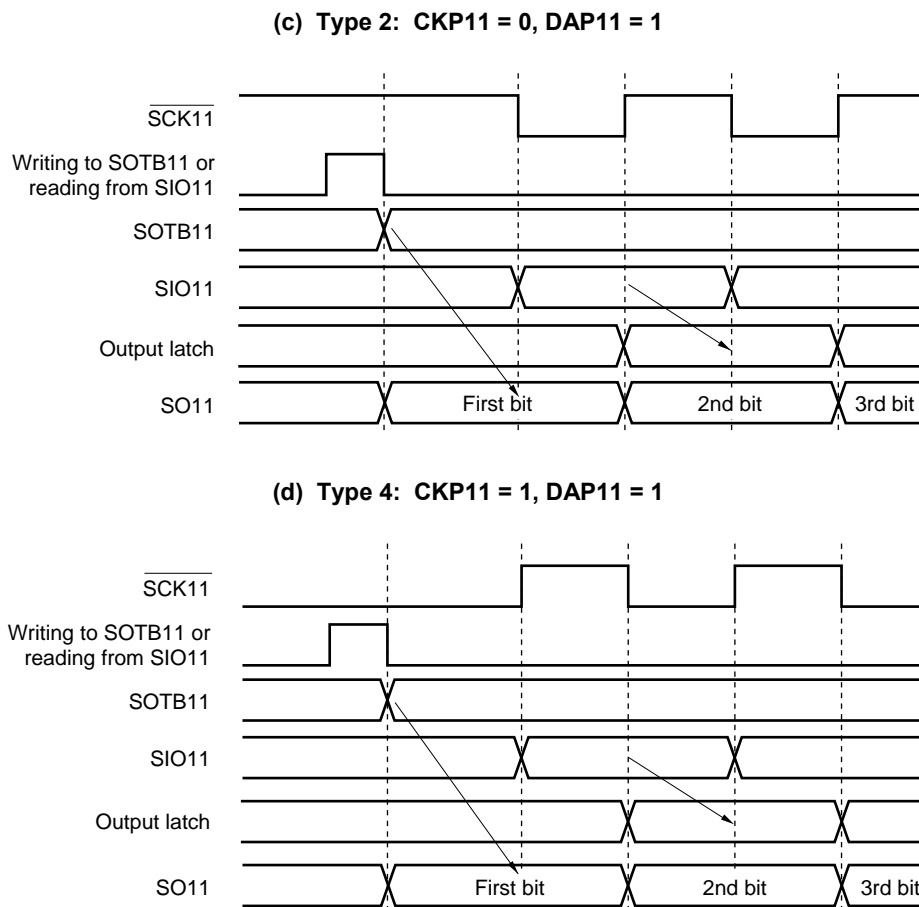 (c) Type 2: CKP11 = 0, DAP11 = 1
SCK11
Writing to SOTB11 or
reading from SIO11
SOTB11
SIO11
Output latch
SO11
First bit
2nd bit
3rd bit
(d) Type 4: CKP11 = 1, DAP11 = 1
SCK11
Writing to SOTB11 or
reading from SIO11
SOTB11
SIO11
Output latch
SO11
First bit
2nd bit
3rd bit